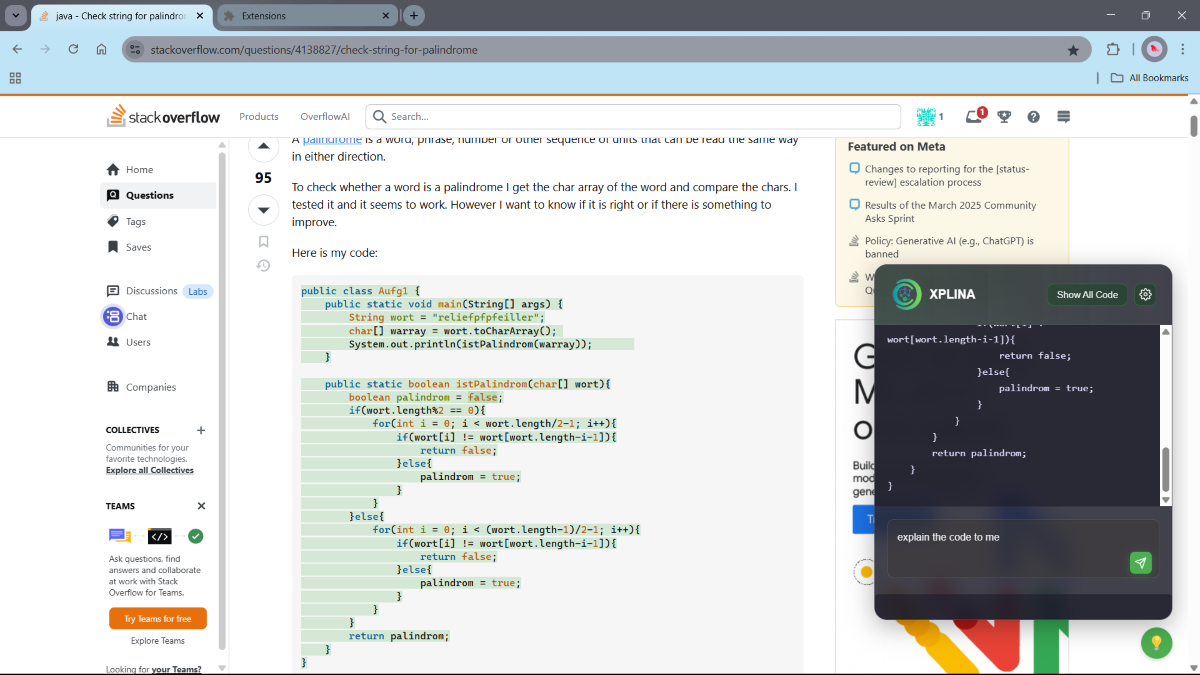 java - Check string for palindror
Extensions
stackoverflow.com/questions/4138827/check-string-for-palindrome
All Bookmarks
stackoverflow
Products
OverflowAI
Search...
1
1
Home
Questions
Tags
Saves
Discussions
Labs
Chat
Users
Companies
COLLECTIVES
Communities for your
favorite technologies.
Explore all Collectives
TEAMS
Ask questions, find
answers and collaborate
at work with Stack
Overflow for Teams.
Try Teams for free
Explore Teams
Looking for your Teams?
95
A palindrome is a word, phrase, number or other sequence of units that can be read the same way
in either direction.
To check whether a word is a palindrome I get the char array of the word and compare the chars. I
tested it and it seems to work. However I want to know if it is right or if there is something to
improve.
Here is my code:
public class Aufg1 {
public static void main(String[] args) {
String wort = "reliefpfpfeiller";
char[] warray = wort.toCharArray();
System.out.println(istPalindrom(warray));
}
public static boolean istPalindrom(char[] wort){
boolean palindrom = false;
if(wort.length%2 == 0){
for(int i = 0; i < wort.length/2-1; i++){
if(wort[i] != wort[wort.length-i-1]){
return false;
}else{
palindrom = true;
}
}
}else{
for(int i = 0; i < (wort.length-1)/2-1; i++){
if(wort[i] != wort[wort.length-i-1]){
return false;
}else{
palindrom = true;
}
}
}
return palindrom;
}
}
Featured on Meta
Changes to reporting for the [status-
review] escalation process
Results of the March 2025 Community
Asks Sprint
Policy: Generative AI (e.g., ChatGPT) is
banned
XPLINA
Show All Code
wort[wort.length-i-1]){
return false;
}else{
palindrom = true;
}
}
}
return palindrom;
}
}
explain the code to me